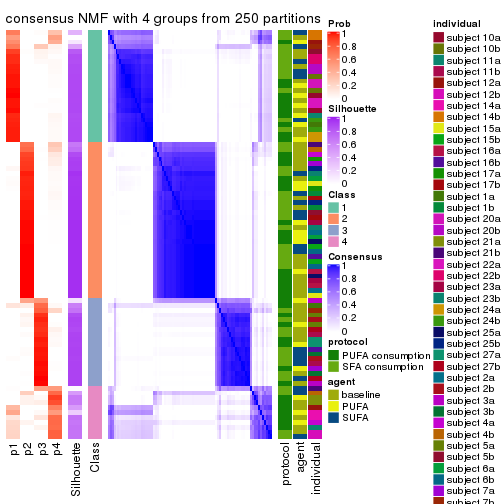 consensus NMF with 4 groups from 250 partitions
p1
p2
p3
p4
Silhouette
Class
protocol
agent
individual
Prob
1
0.8
0.6
0.4
0.2
0
Silhouette
1
0.8
0.6
0.4
0.2
0
Class
1
2
3
4
Consensus
1
0.8
0.6
0.4
0.2
0
protocol
PUFA consumption
SFA consumption
agent
baseline
PUFA
SUFA
individual
subject 10a
subject 10b
subject 11a
subject 11b
subject 12a
subject 12b
subject 14a
subject 14b
subject 15a
subject 15b
subject 16a
subject 16b
subject 17a
subject 17b
subject 1a
subject 1b
subject 20a
subject 20b
subject 21a
subject 21b
subject 22a
subject 22b
subject 23a
subject 23b
subject 24a
subject 24b
subject 25a
subject 25b
subject 27a
subject 27b
subject 2a
subject 2b
subject 3a
subject 3b
subject 4a
subject 4b
subject 5a
subject 5b
subject 6a
subject 6b
subject 7a
subject 7b